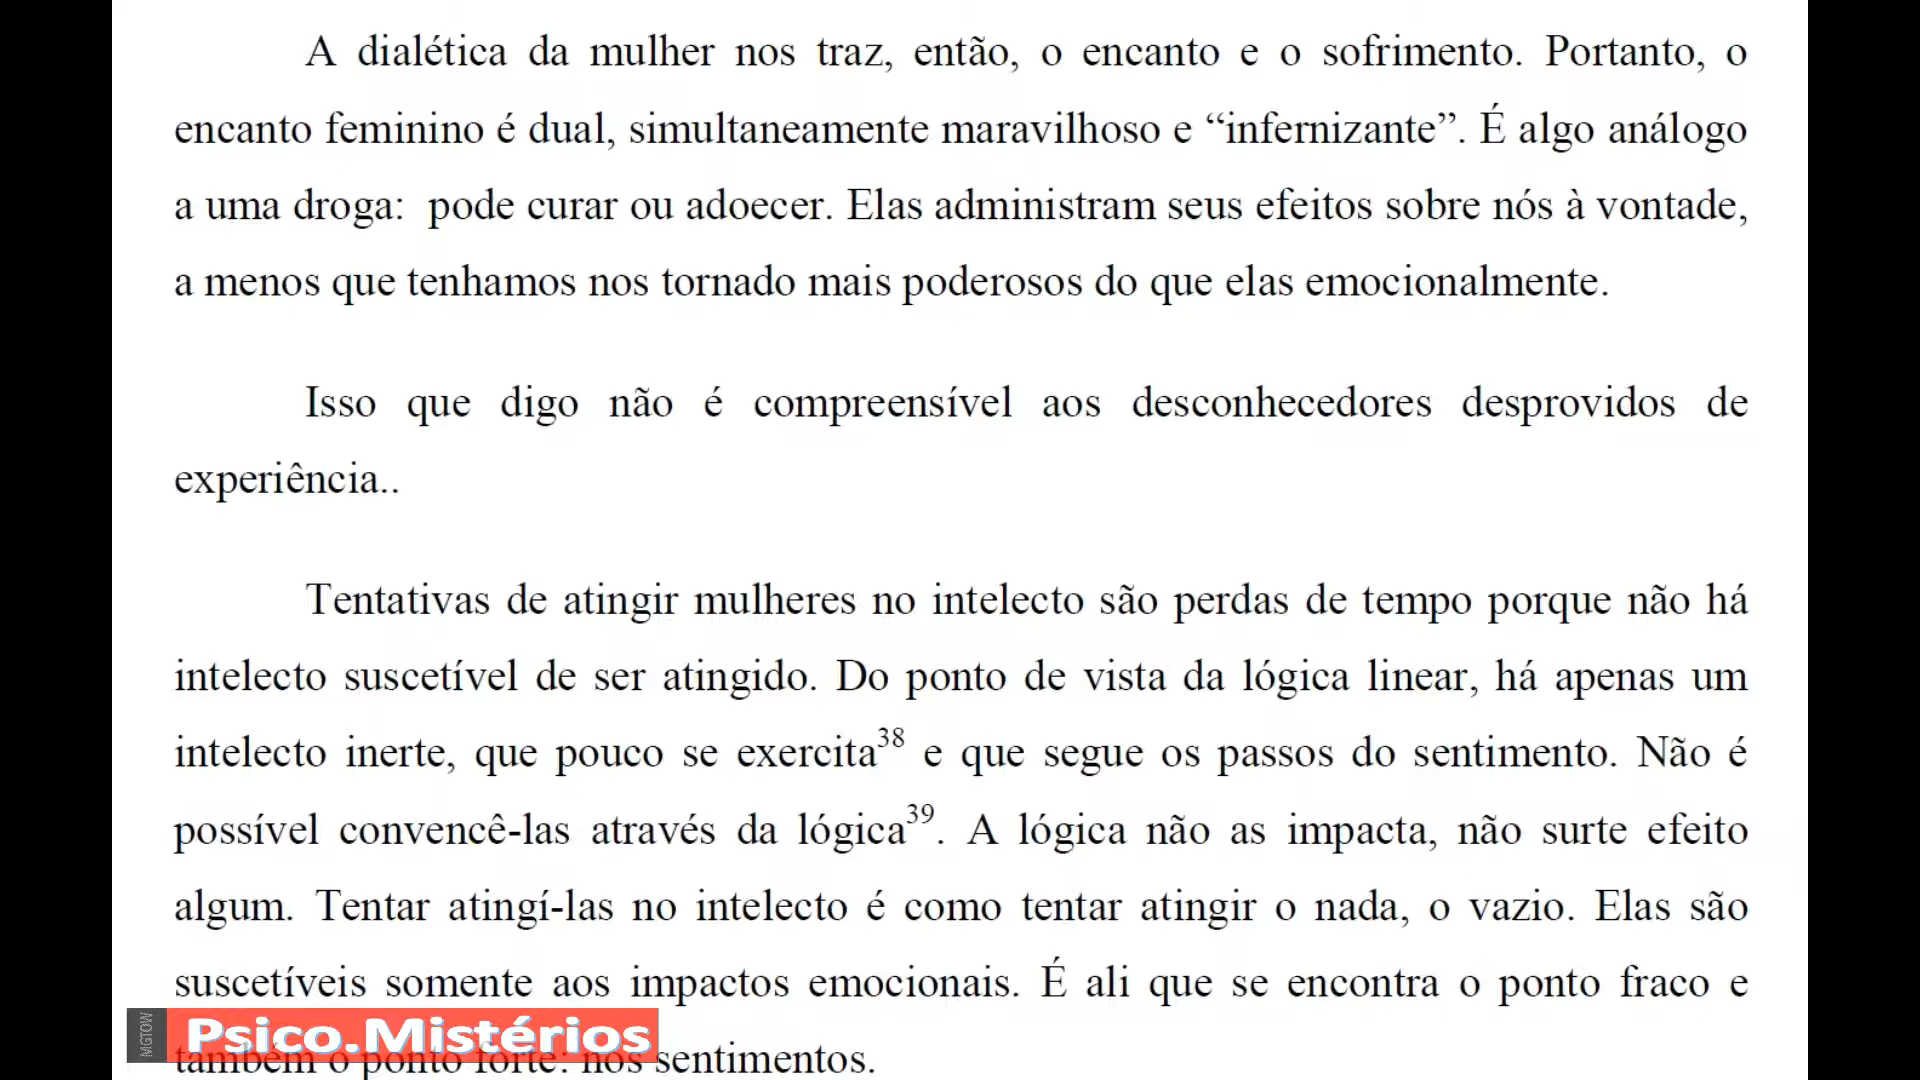 A dialética da mulher nos traz, então, o encanto e o sofrimento. Portanto, o
encanto feminino é dual, simultaneamente maravilhoso e “infernizante”. É algo análogo
a uma droga: pode curar ou adoecer. Elas administram seus efeitos sobre nós à vontade,
a menos que tenhamos nos tornado mais poderosos do que elas emocionalmente.
Isso que digo não é compreensível aos desconhecedores desprovidos de
experiência..
Tentativas de atingir mulheres no intelecto são perdas de tempo porque não há
intelecto suscetível de ser atingido. Do ponto de vista da lógica linear, há apenas um
intelecto inerte, que pouco se exercita38 e que segue os passos do sentimento. Não é
possível convencê-las através da lógica39. A lógica não as impacta, não surte efeito
algum. Tentar atingí-las no intelecto é como tentar atingir o nada, o vazio. Elas são
suscetíveis somente aos impactos emocionais. É ali que se encontra o ponto fraco e
MGTOW Psico.Mistérios
também o ponto forte: nos sentimentos.